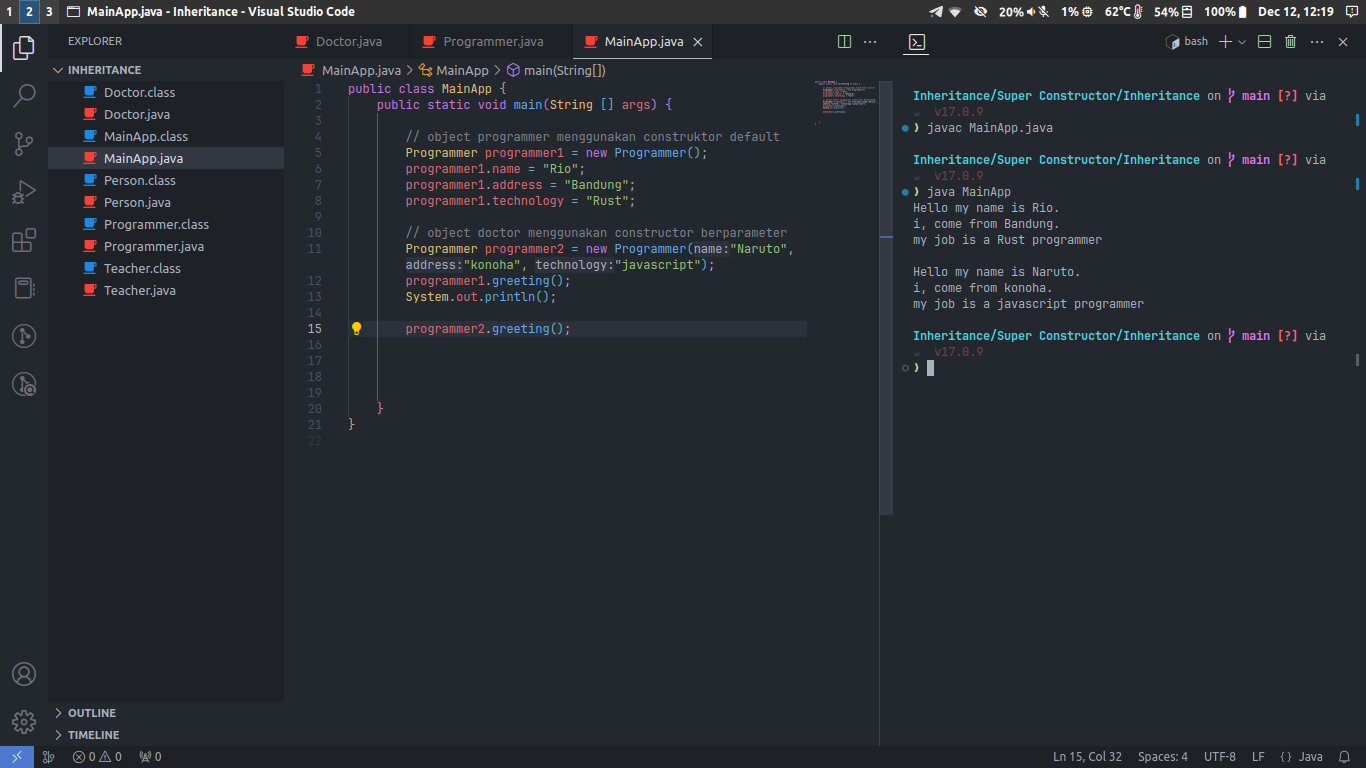 1 2 3 MainApp.java - Inheritance - Visual Studio Code 20% 1% 62°C 54% 100% Dec 12, 12:19
EXPLORER
INHERITANCE
Doctor.class
Doctor.java
MainApp.class
MainApp.java
Person.class
Person.java
Programmer.class
Programmer.java
Teacher.class
Teacher.java
OUTLINE
TIMELINE
Doctor.java Programmer.java MainApp.java
MainApp.java > MainApp > main(String[])
1 public class MainApp {
2 public static void main(String [] args) {
3
4 // object programmer menggunakan construktor default
5 Programmer programmer1 = new Programmer();
6 programmer1.name = "Rio";
7 programmer1.address = "Bandung";
8 programmer1.technology = "Rust";
9
10 // object doctor menggunakan constructor berparameter
11 Programmer programmer2 = new Programmer(name:"Naruto",
address:"konoha", technology:"javascript");
12 programmer1.greeting();
13 System.out.println();
14
15 programmer2.greeting();
16
17
18
19
20 }
21 }
22
bash
Inheritance/Super Constructor/Inheritance on main [?] via
v17.0.9
❯ javac MainApp.java
Inheritance/Super Constructor/Inheritance on main [?] via
v17.0.9
❯ java MainApp
Hello my name is Rio.
i, come from Bandung.
my job is a Rust programmer
Hello my name is Naruto.
i, come from konoha.
my job is a javascript programmer
Inheritance/Super Constructor/Inheritance on main [?] via
v17.0.9
❯
0 0 0 Ln 15, Col 32 Spaces: 4 UTF-8 LF {} Java